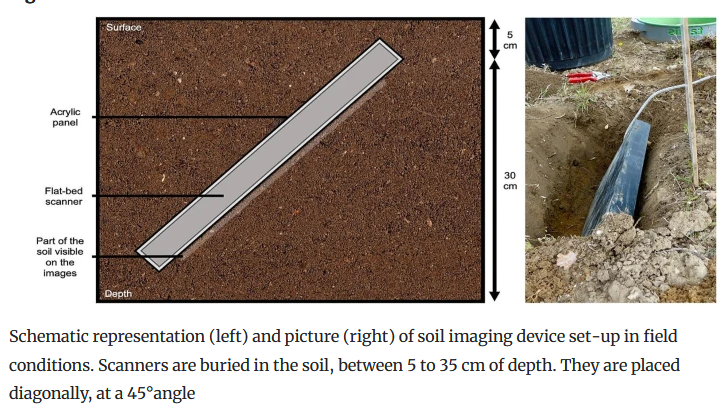 Surface
5
cm
Acrylic
panel
Flat-bed
scanner
30
cm
Part of the
soil visible
on the
images
Depth
Schematic representation (left) and picture (right) of soil imaging device set-up in field
conditions. Scanners are buried in the soil, between 5 to 35 cm of depth. They are placed
diagonally, at a 45°angle